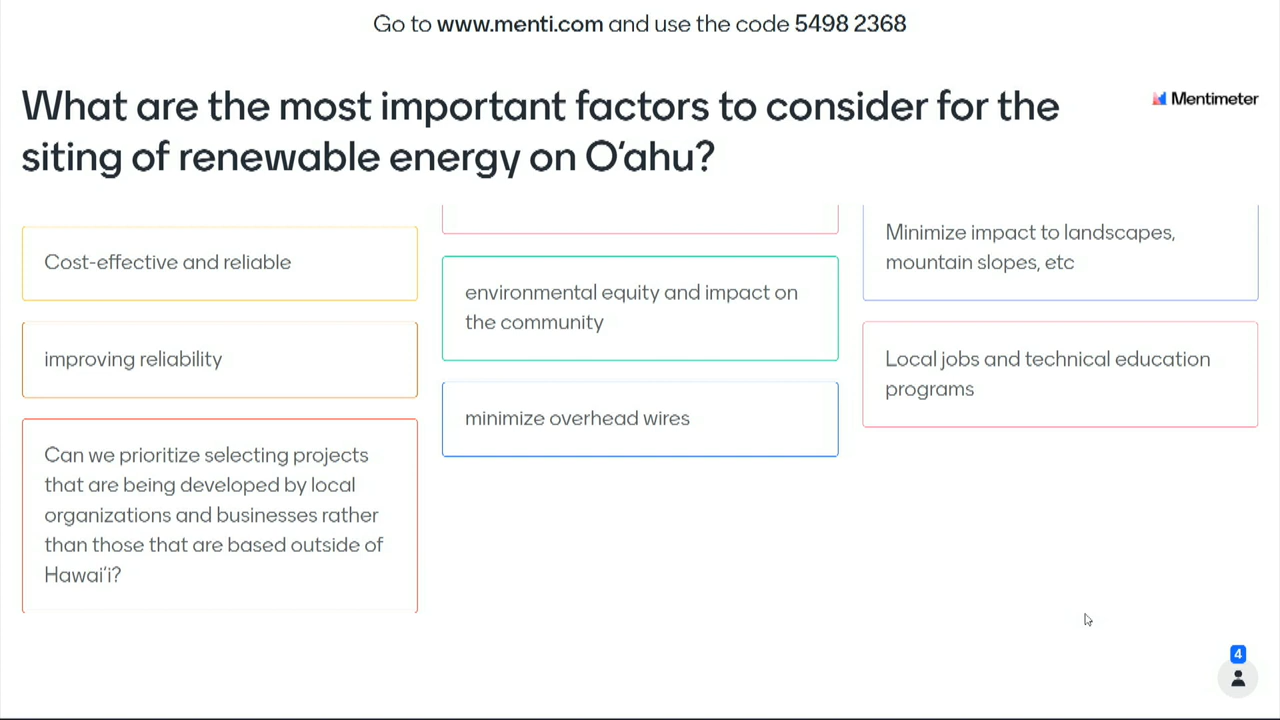 Go to www.menti.com and use the code 5498 2368
What are the most important factors to consider for the
siting of renewable energy on Oʻahu?
Mentimeter
Cost-effective and reliable
improving reliability
Can we prioritize selecting projects
that are being developed by local
organizations and businesses rather
than those that are based outside of
Hawai'i?
environmental equity and impact on
the community
minimize overhead wires
Minimize impact to landscapes,
mountain slopes, etc
Local jobs and technical education
programs
4